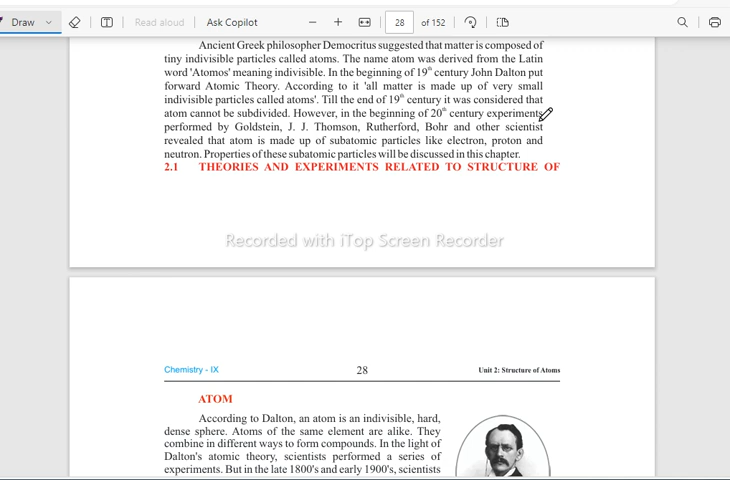 Draw
Read aloud
Ask Copilot
28
of 152
Ancient Greek philosopher Democritus suggested that matter is composed of
tiny indivisible particles called atoms. The name atom was derived from the Latin
word 'Atomos' meaning indivisible. In the beginning of 19th century John Dalton put
forward Atomic Theory. According to it 'all matter is made up of very small
indivisible particles called atoms'. Till the end of 19th century it was considered that
atom cannot be subdivided. However, in the beginning of 20th century experiments
performed by Goldstein, J. J. Thomson, Rutherford, Bohr and other scientist
revealed that atom is made up of subatomic particles like electron, proton and
neutron. Properties of these subatomic particles will be discussed in this chapter.
2.1 THEORIES AND EXPERIMENTS RELATED TO STRUCTURE OF
Recorded with iTop Screen Recorder
Chemistry - IX
28
Unit 2: Structure of Atoms
ATOM
According to Dalton, an atom is an indivisible, hard,
dense sphere. Atoms of the same element are alike. They
combine in different ways to form compounds. In the light of
Dalton's atomic theory, scientists performed a series of
experiments. But in the late 1800's and early 1900's, scientists